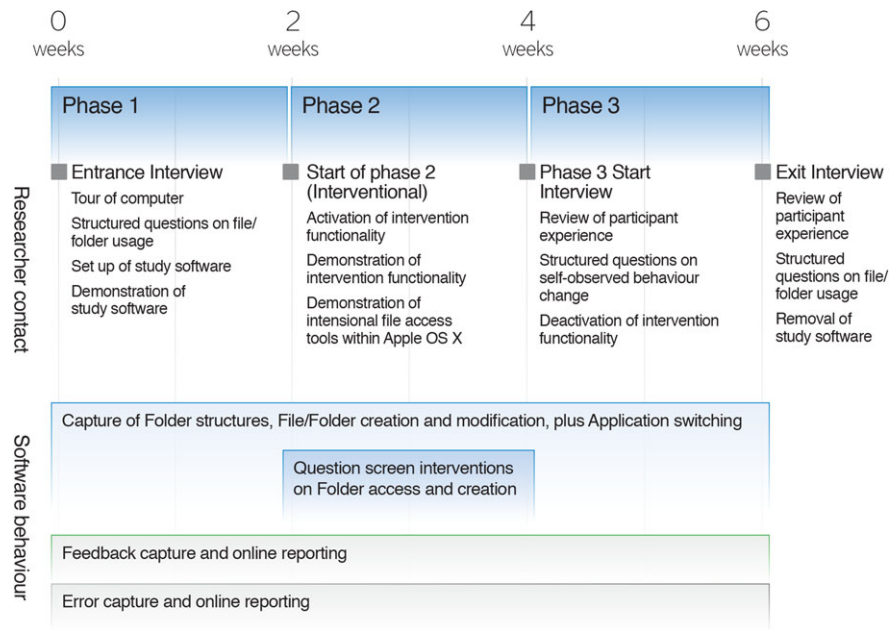 0
weeks
2
weeks
4
weeks
6
weeks
Phase 1
Phase 2
Phase 3
Researcher contact
Entrance Interview
Tour of computer
Structured questions on file/
folder usage
Set up of study software
Demonstration of
study software
Start of phase 2
(Interventional)
Activation of intervention
functionality
Demonstration of
intervention functionality
Demonstration of
intensional file access
tools within Apple OS X
Phase 3 Start
Interview
Review of participant
experience
Structured questions on
self-observed behaviour
change
Deactivation of intervention
functionality
Exit Interview
Review of
participant
experience
Structured
questions on file/
folder usage
Removal of
study software
Software behaviour
Capture of Folder structures, File/Folder creation and modification, plus Application switching
Question screen interventions
on Folder access and creation
Feedback capture and online reporting
Error capture and online reporting